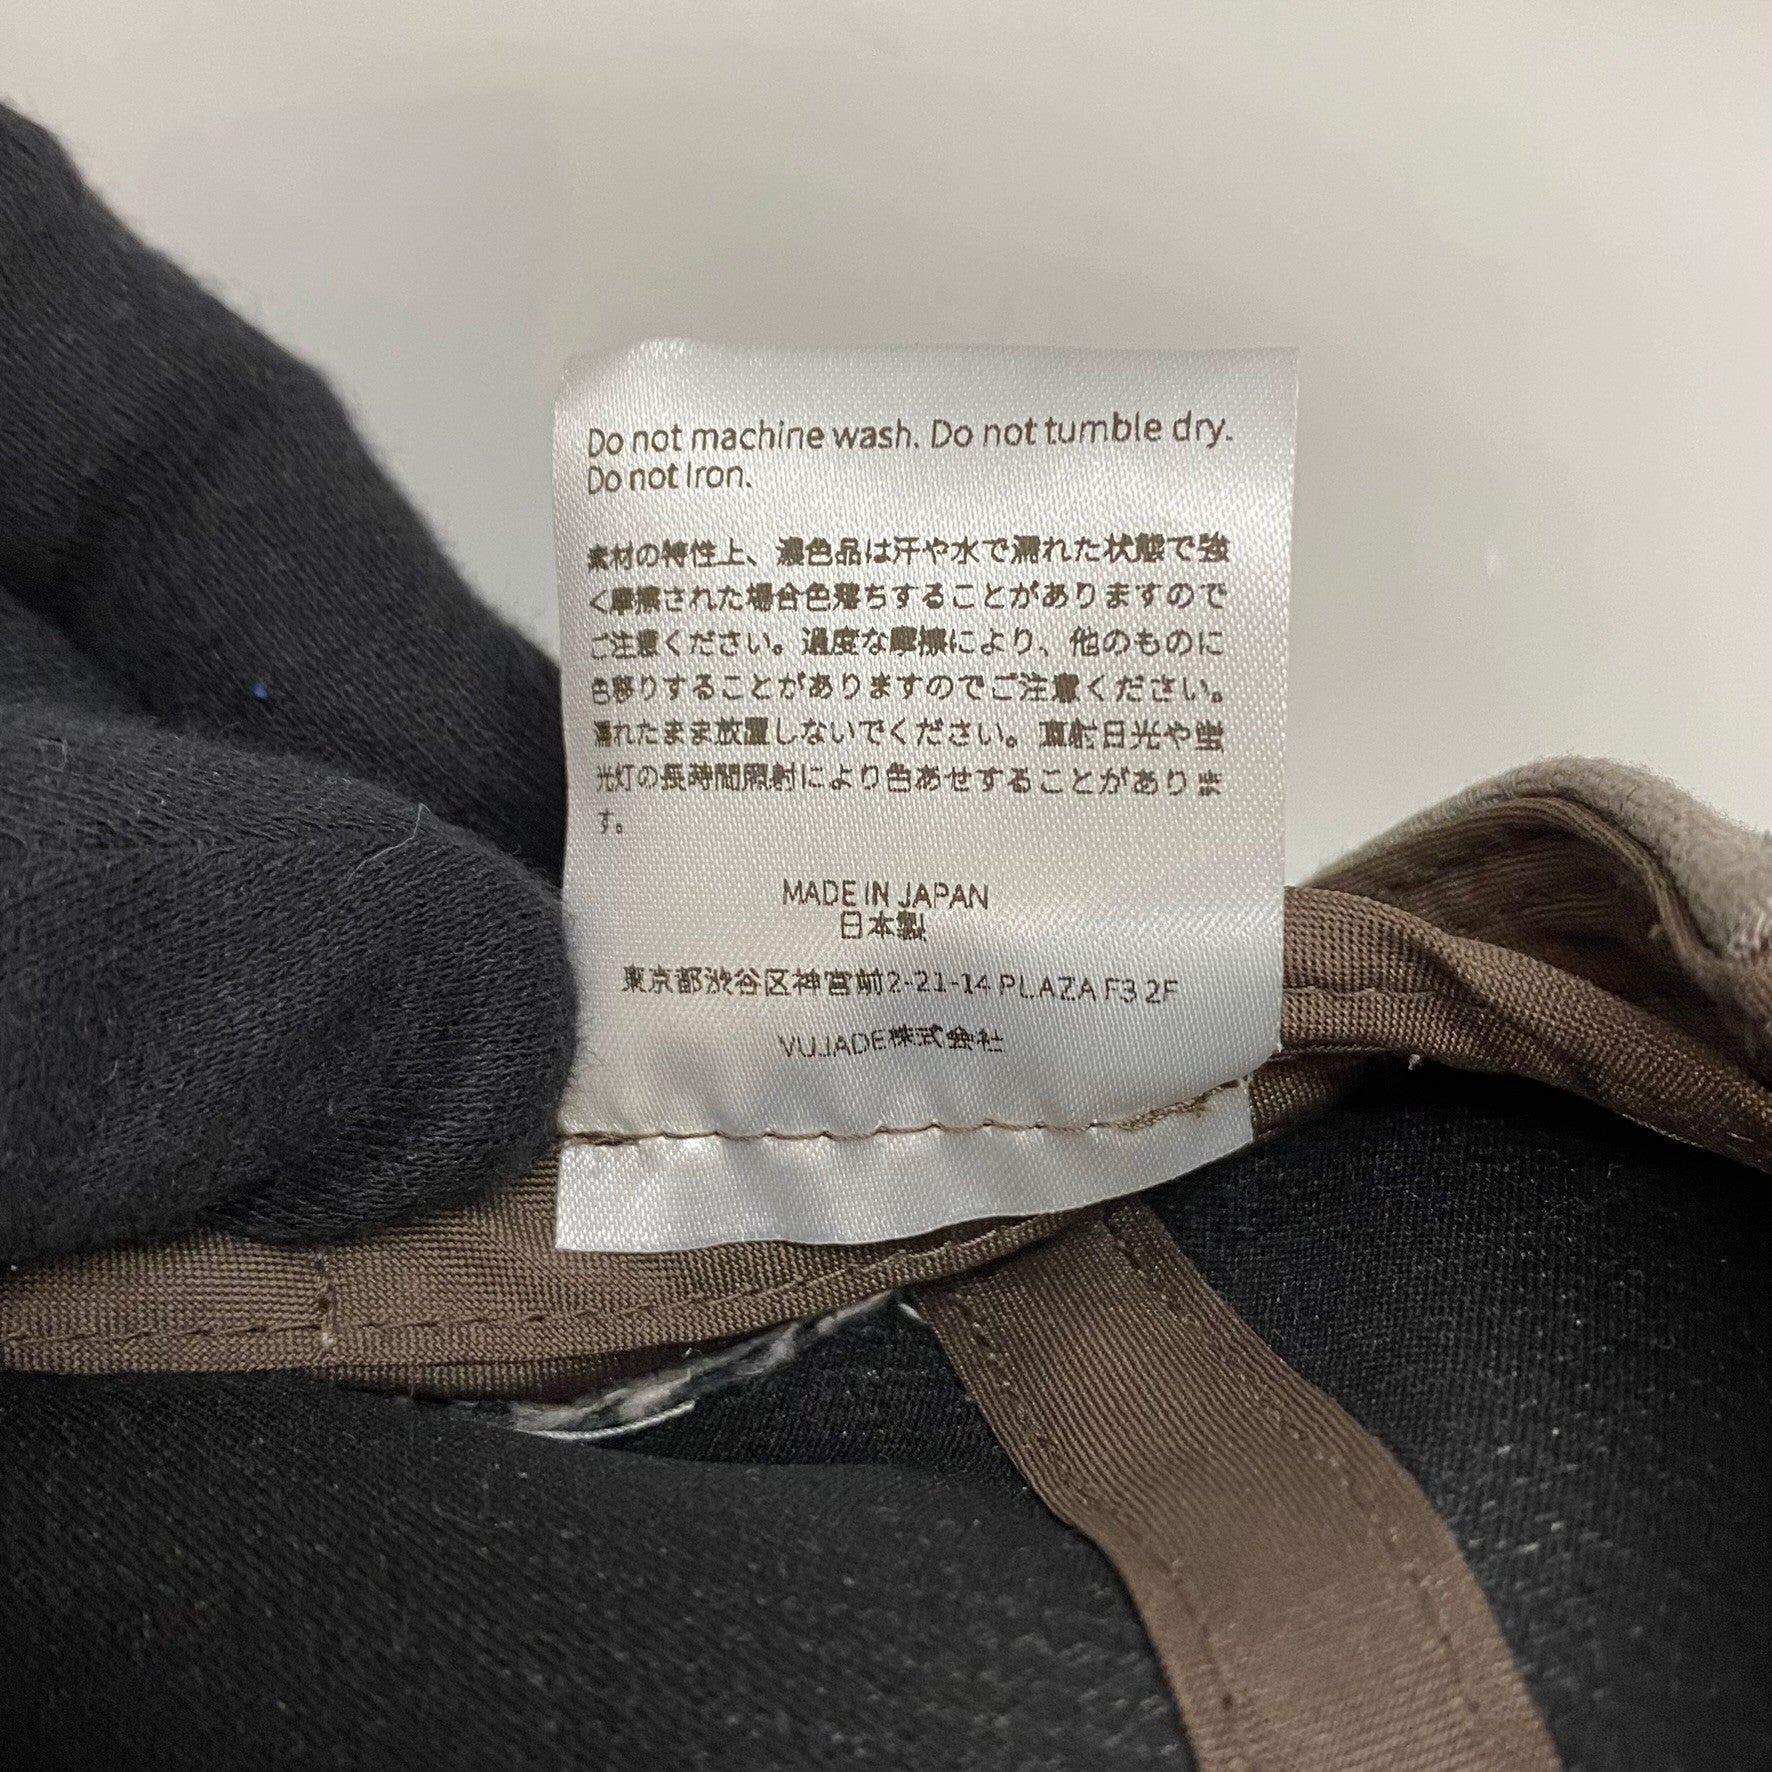 Do not machine wash. Do not tumble dry.
Do not Iron.
素材の特性上、濃色品は汗や水で濡れた状態で強
く摩擦された場合色落ちすることがありますので
ご注意ください。過度な摩擦により、他のものに
色移りすることがありますのでご注意ください。
濡れたまま放置しないでください。直射日光や蛍
光灯の長時間照射により色あせすることがありま
す。
MADE IN JAPAN
日本製
東京都渋谷区神宮前2-21-14 PLAZA F3 2F
VUJADE株式会社